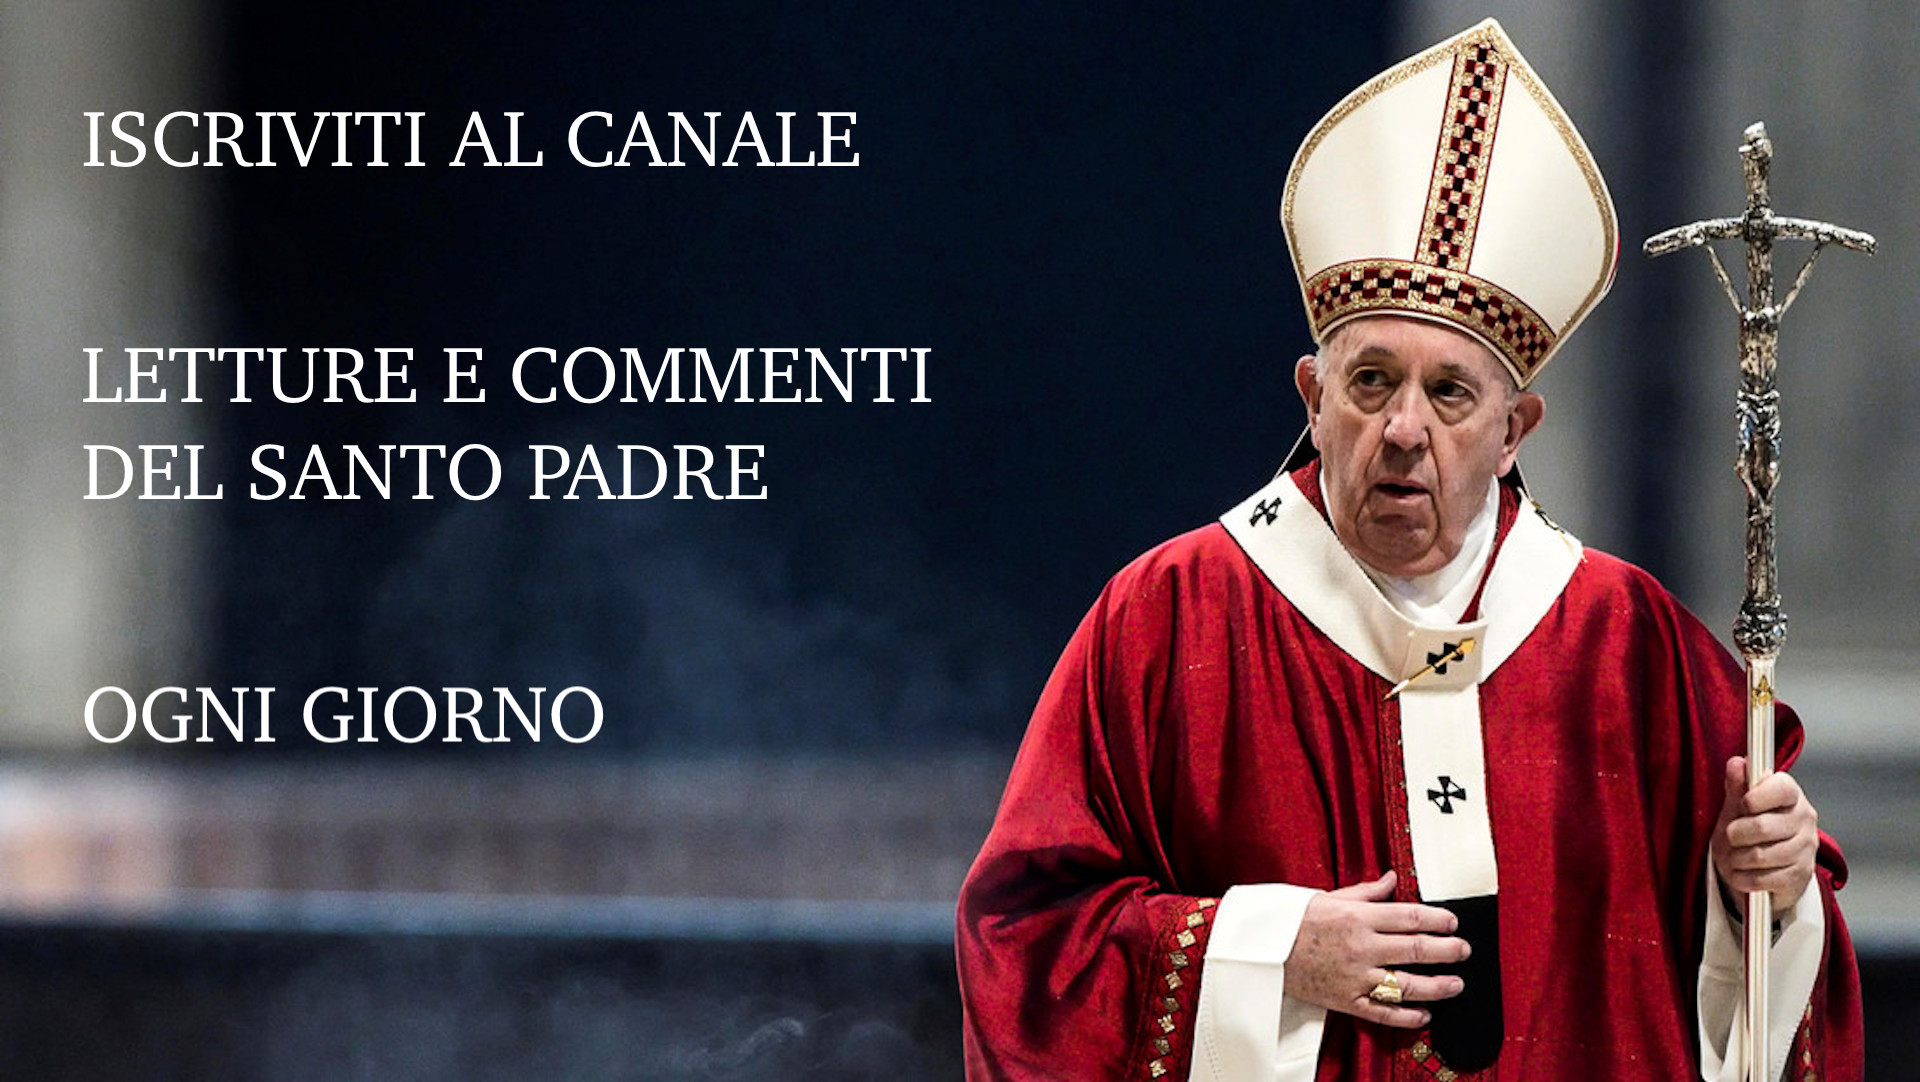 ISCRIVITI AL CANALE
LETTURE E COMMENTI
DEL SANTO PADRE
OGNI GIORNO